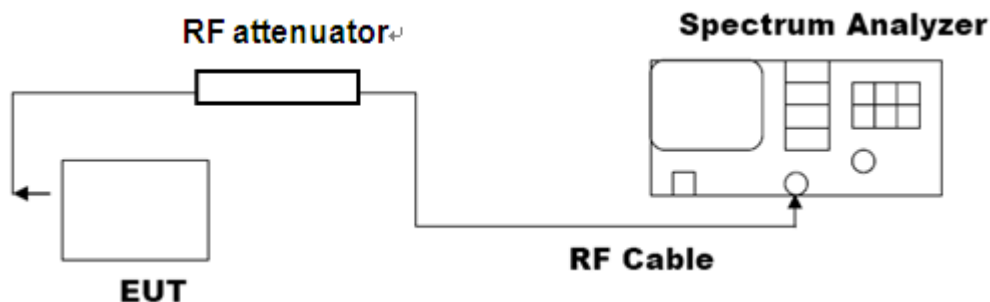 RF attenuator↵
Spectrum Analyzer
RF Cable
EUT